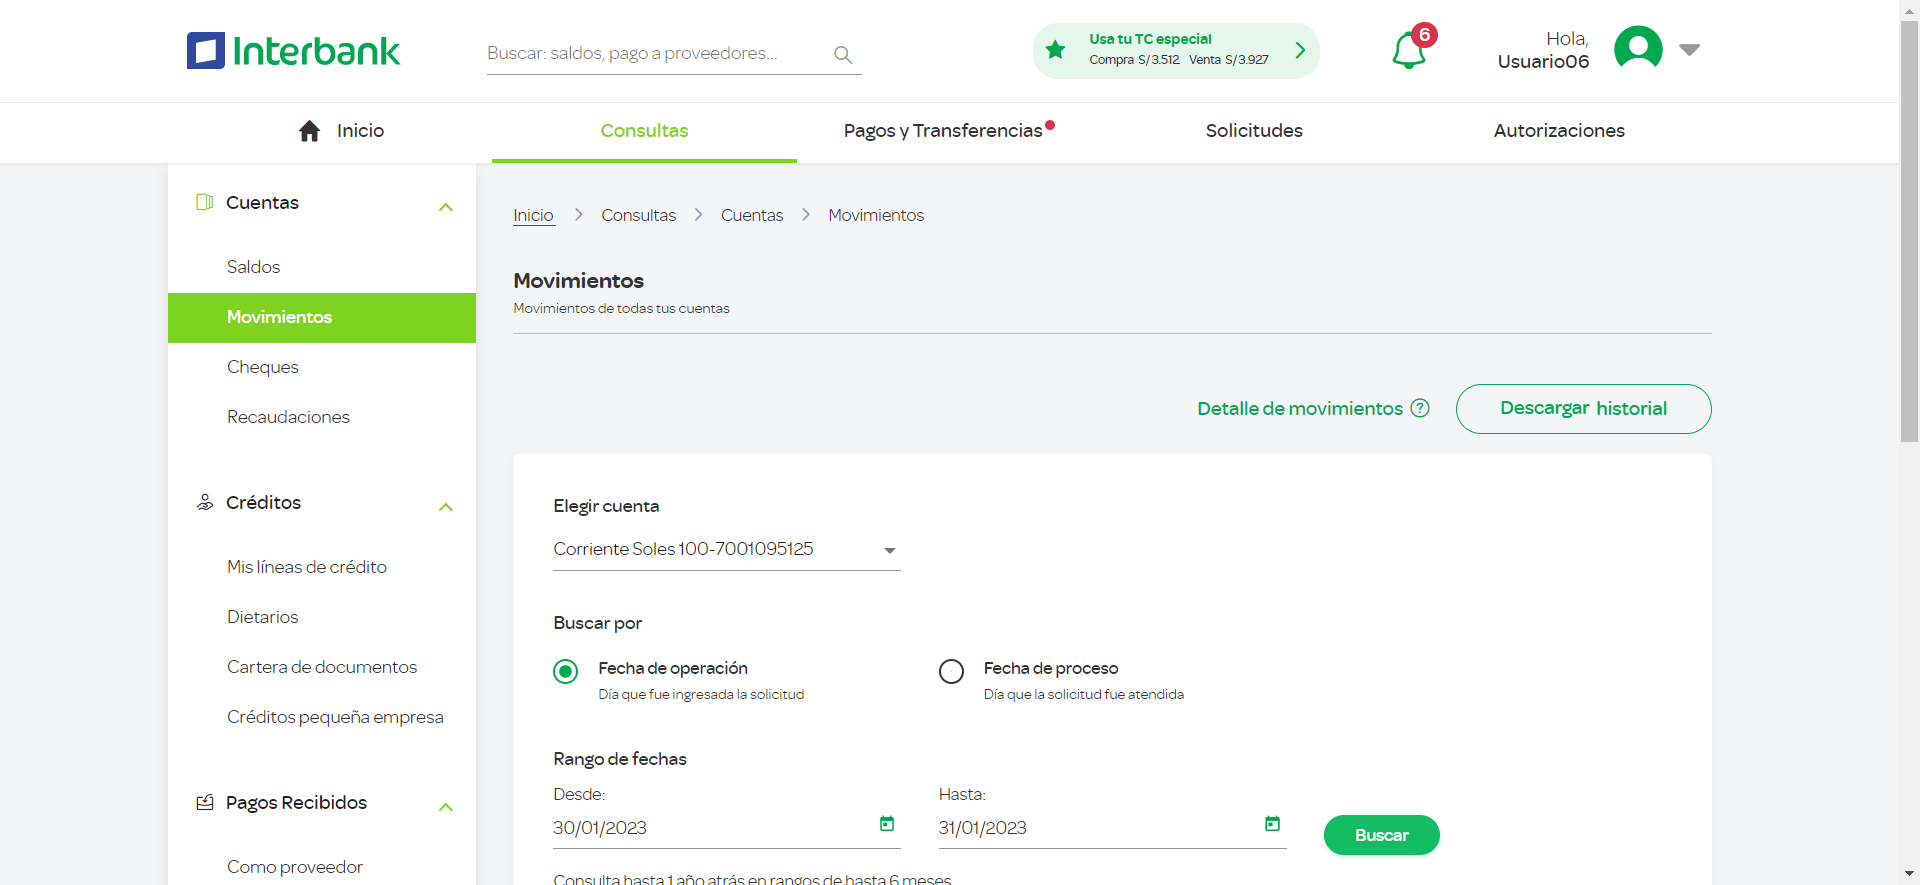 Interbank
Buscar: saldos, pago a proveedores...
Usa tu TC especial
Compra S/3.512 Venta S/3.927
6
Hola,
Usuario06
Inicio
Consultas
Pagos y Transferencias
Solicitudes
Autorizaciones
Cuentas
Saldos
Movimientos
Cheques
Recaudaciones
Créditos
Mis líneas de crédito
Dietarios
Cartera de documentos
Créditos pequeña empresa
Pagos Recibidos
Como proveedor
Inicio > Consultas > Cuentas > Movimientos
Movimientos
Movimientos de todas tus cuentas
Detalle de movimientos ?
Descargar historial
Elegir cuenta
Corriente Soles 100-7001095125
Buscar por
Fecha de operación
Día que fue ingresada la solicitud
Fecha de proceso
Día que la solicitud fue atendida
Rango de fechas
Desde:
30/01/2023
Hasta:
31/01/2023
Buscar
Consulta hasta 1 año atrás en rangos de hasta 6 meses